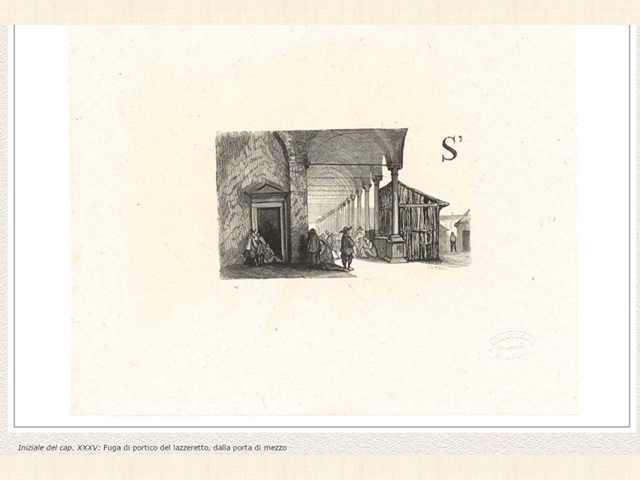 S’
Iniziale del cap. XXXV: Fuga di portico del lazzeretto, dalla porta di mezzo